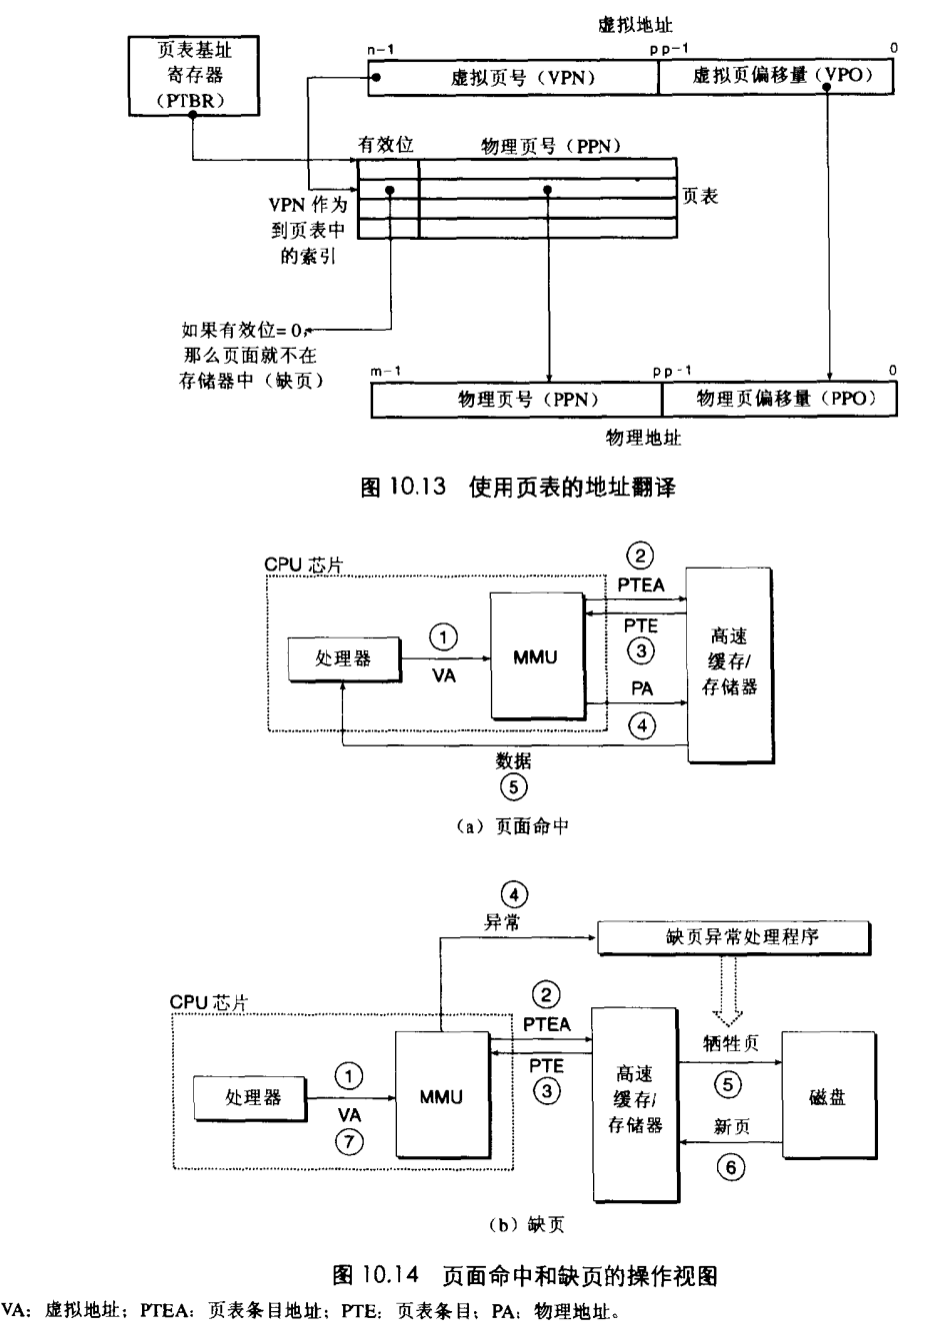 虚拟地址
页表基址
寄存器
（PTBR）
n-1
p p-1
0
虚拟页号（VPN）
虚拟页偏移量（VPO）
有效位
物理页号（PPN）
页表
VPN 作为
到页表中
的索引
如果有效位= 0，
那么页面就不在
存储器中（缺页）
m-1
p p-1
0
物理页号（PPN）
物理页偏移量（PPO）
物理地址
图 10.13 使用页表的地址翻译
CPU 芯片
②
PTEA
处理器
①
VA
MMU
PTE
③
高速
缓存/
存储器
PA
④
数据
⑤
（a）页面命中
④
异常
缺页异常处理程序
CPU 芯片
②
PTEA
处理器
①
VA
⑦
MMU
PTE
③
高速
缓存/
存储器
牺牲页
⑤
新页
⑥
磁盘
（b）缺页
图 10.14 页面命中和缺页的操作视图
VA：虚拟地址；PTEA：页表条目地址；PTE：页表条目；PA：物理地址。